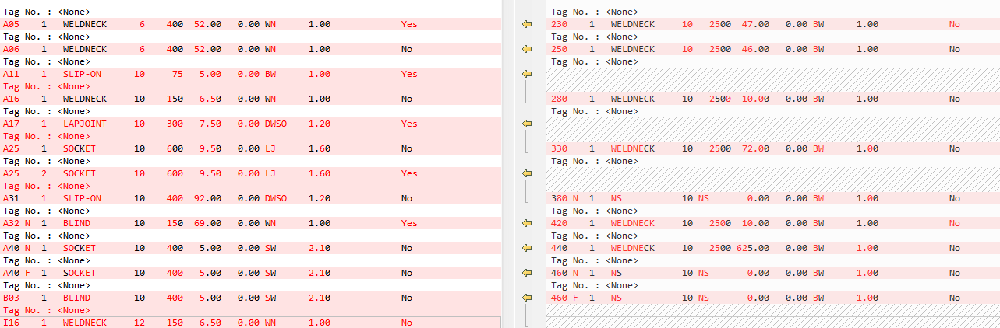 Tag No. : <None>
A05    1   WELDNECK      6    400  52.00   0.00 WN      1.00             Yes
Tag No. : <None>
A06    1   WELDNECK      6    400  52.00   0.00 WN      1.00             No
Tag No. : <None>
A11    1   SLIP-ON      10     75   5.00   0.00 BW      1.00             Yes
Tag No. : <None>
A16    1   WELDNECK     10    150   6.50   0.00 WN      1.00             No
Tag No. : <None>
A17    1   LAPJOINT     10    300   7.50   0.00 DWSO    1.20             Yes
Tag No. : <None>
A25    1   SOCKET       10    600   9.50   0.00 LJ      1.60             No
Tag No. : <None>
A25    2   SOCKET       10    600   9.50   0.00 LJ      1.60             Yes
Tag No. : <None>
A31    1   SLIP-ON      10    400  92.00   0.00 DWSO    1.20             No
Tag No. : <None>
A32 N  1   BLIND        10    150  69.00   0.00 WN      1.00             Yes
Tag No. : <None>
A40 N  1   SOCKET       10    400   5.00   0.00 SW      2.10             No
Tag No. : <None>
A40 F  1   SOCKET       10    400   5.00   0.00 SW      2.10             No
Tag No. : <None>
B03    1   BLIND        10    400   5.00   0.00 SW      2.10             No
Tag No. : <None>
I16    1   WELDNECK     12    150   6.50   0.00 WN      1.00             No
Tag No. : <None>
230    1   WELDNECK     10   2500  47.00   0.00 BW      1.00             No
Tag No. : <None>
250    1   WELDNECK     10   2500  46.00   0.00 BW      1.00             No
Tag No. : <None>
280    1   WELDNECK     10   2500  10.00   0.00 BW      1.00             No
Tag No. : <None>
330    1   WELDNECK     10   2500  72.00   0.00 BW      1.00             No
Tag No. : <None>
380 N  1   NS           10 NS       0.00   0.00 BW      1.00             No
Tag No. : <None>
420    1   WELDNECK     10   2500  10.00   0.00 BW      1.00             No
Tag No. : <None>
440    1   WELDNECK     10   2500 625.00   0.00 BW      1.00             No
Tag No. : <None>
460 N  1   NS           10 NS       0.00   0.00 BW      1.00             No
Tag No. : <None>
460 F  1   NS           10 NS       0.00   0.00 BW      1.00             No